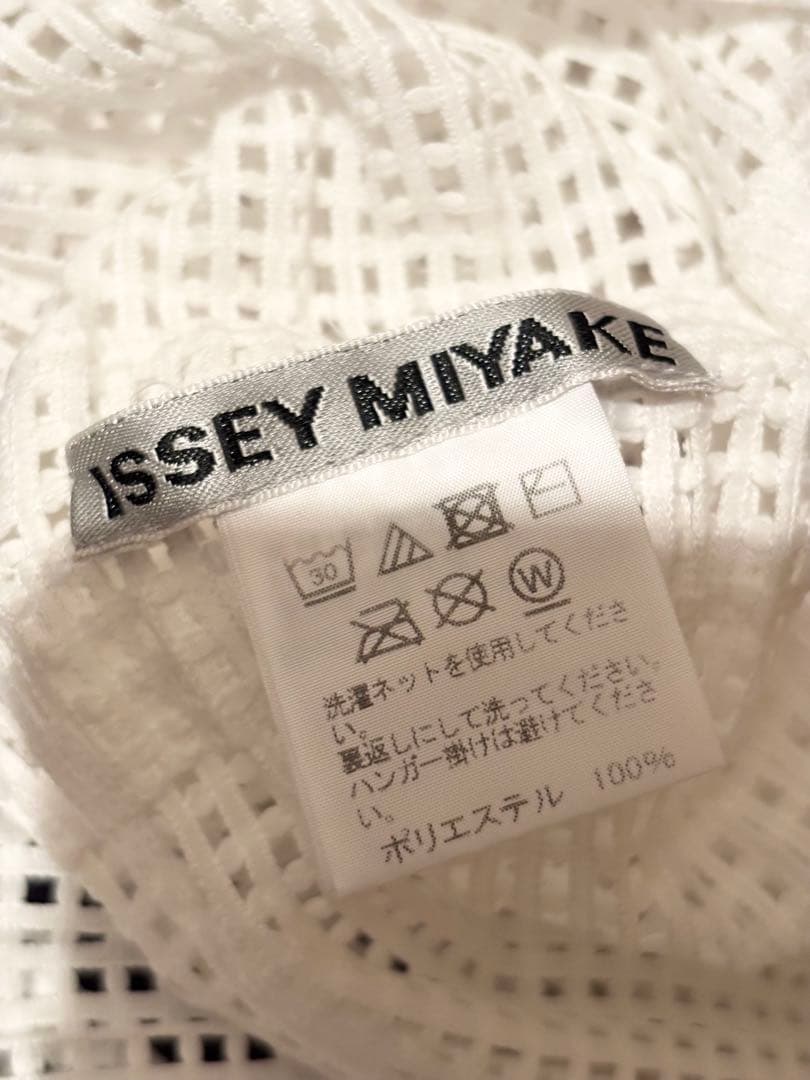 ISSEY MIYAKE
30
W
洗濯ネットを使用してくださ
い。
裏返しにして洗ってください。
ハンガー掛けは避けてくださ
い。
ポリエステル 100%